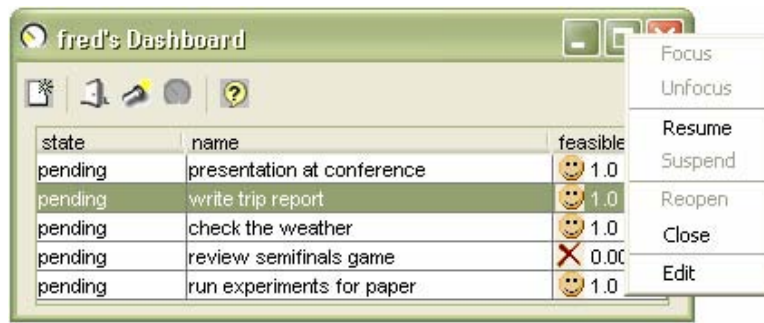 fred's Dashboard
state name feasible
pending presentation at conference 1.0
pending write trip report 1.0
pending check the weather 1.0
pending review semifinals game 0.00
pending run experiments for paper 1.0
Focus
Unfocus
Resume
Suspend
Reopen
Close
Edit